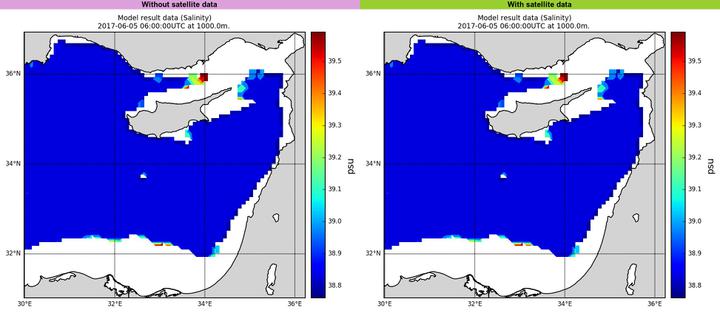 Without satellite data
With satellite data
Model result data (Salinity)
2017-06-05 06:00:00UTC at 1000.0m.
Model result data (Salinity)
2017-06-05 06:00:00UTC at 1000.0m.
36°N
34°N
32°N
30°E
32°E
34°E
36°E
39.5
39.4
39.3
39.2
39.1
39.0
38.9
38.8
psu
36°N
34°N
32°N
30°E
32°E
34°E
36°E
39.5
39.4
39.3
39.2
39.1
39.0
38.9
38.8
psu